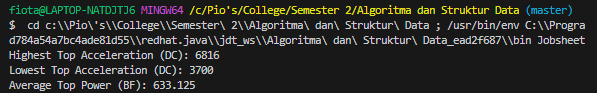 fiota@LAPTOP-NATDJTJ6 MINGW64 /c/Pio's/College/Semester 2/Algoritma dan Struktur Data (master)
$  cd c:\\Pio\'s\\College\\Semester\ 2\\Algoritma\ dan\ Struktur\ Data ; /usr/bin/env C:\\Progra
d784a54a7bc4ade81d55\\redhat.java\\jdt_ws\\Algoritma\ dan\ Struktur\ Data_ead2f687\\bin Jobsheet
Highest Top Acceleration (DC): 6816
Lowest Top Acceleration (DC): 3700
Average Top Power (BF): 633.125